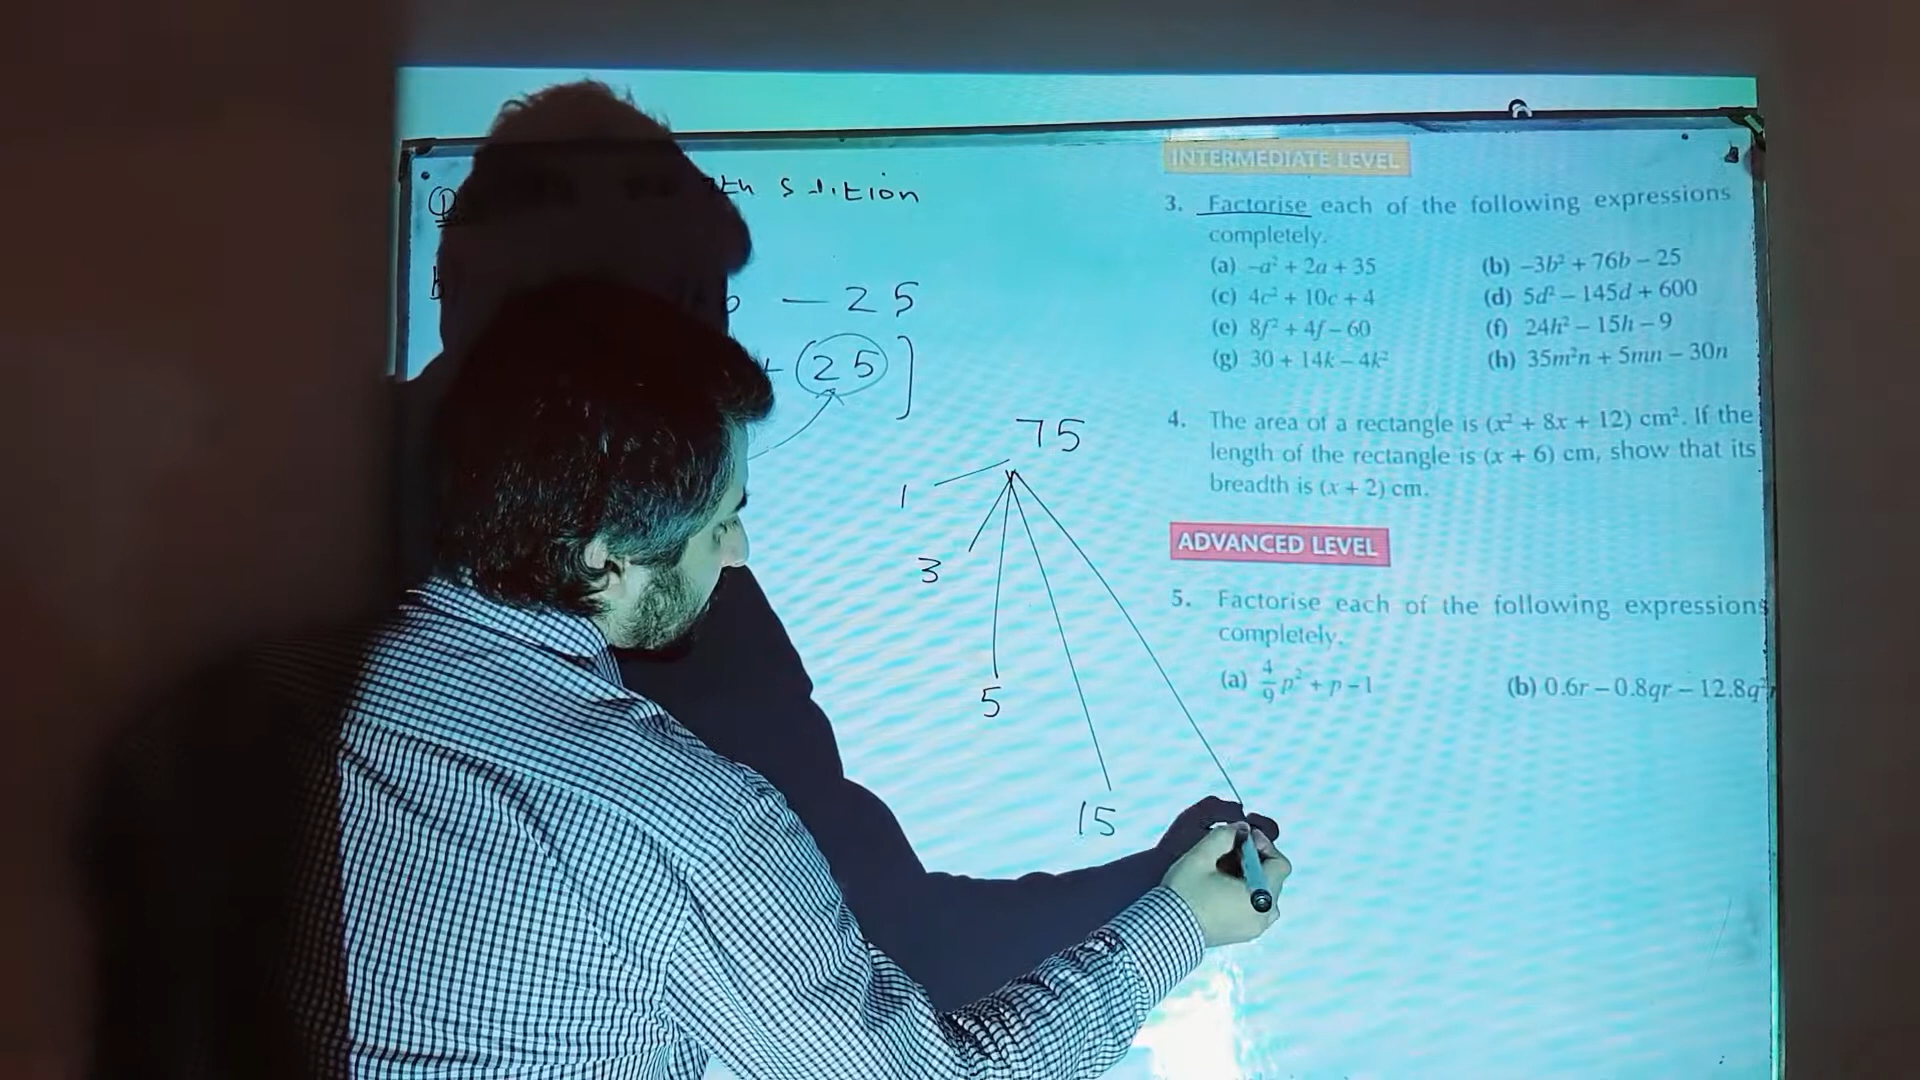 INTERMEDIATE LEVEL
3. Factorise each of the following expressions
completely.
(a) -a² + 2a + 35 (b) -3b² + 76b - 25
(c) 4c² + 10c + 4 (d) 5d² - 145d + 600
(e) 8f² + 4f - 60 (f) 24h² - 15h - 9
(g) 30 + 14k - 4k² (h) 35m²n + 5mn - 30n
4. The area of a rectangle is (x² + 8x + 12) cm². If the
length of the rectangle is (x + 6) cm, show that its
breadth is (x + 2) cm.
ADVANCED LEVEL
5. Factorise each of the following expressions
completely.
(a) 4/9 p² + p - 1 (b) 0.6r - 0.8qr - 12.8q²
- 25
+ (25)]
75
1
3
5
15